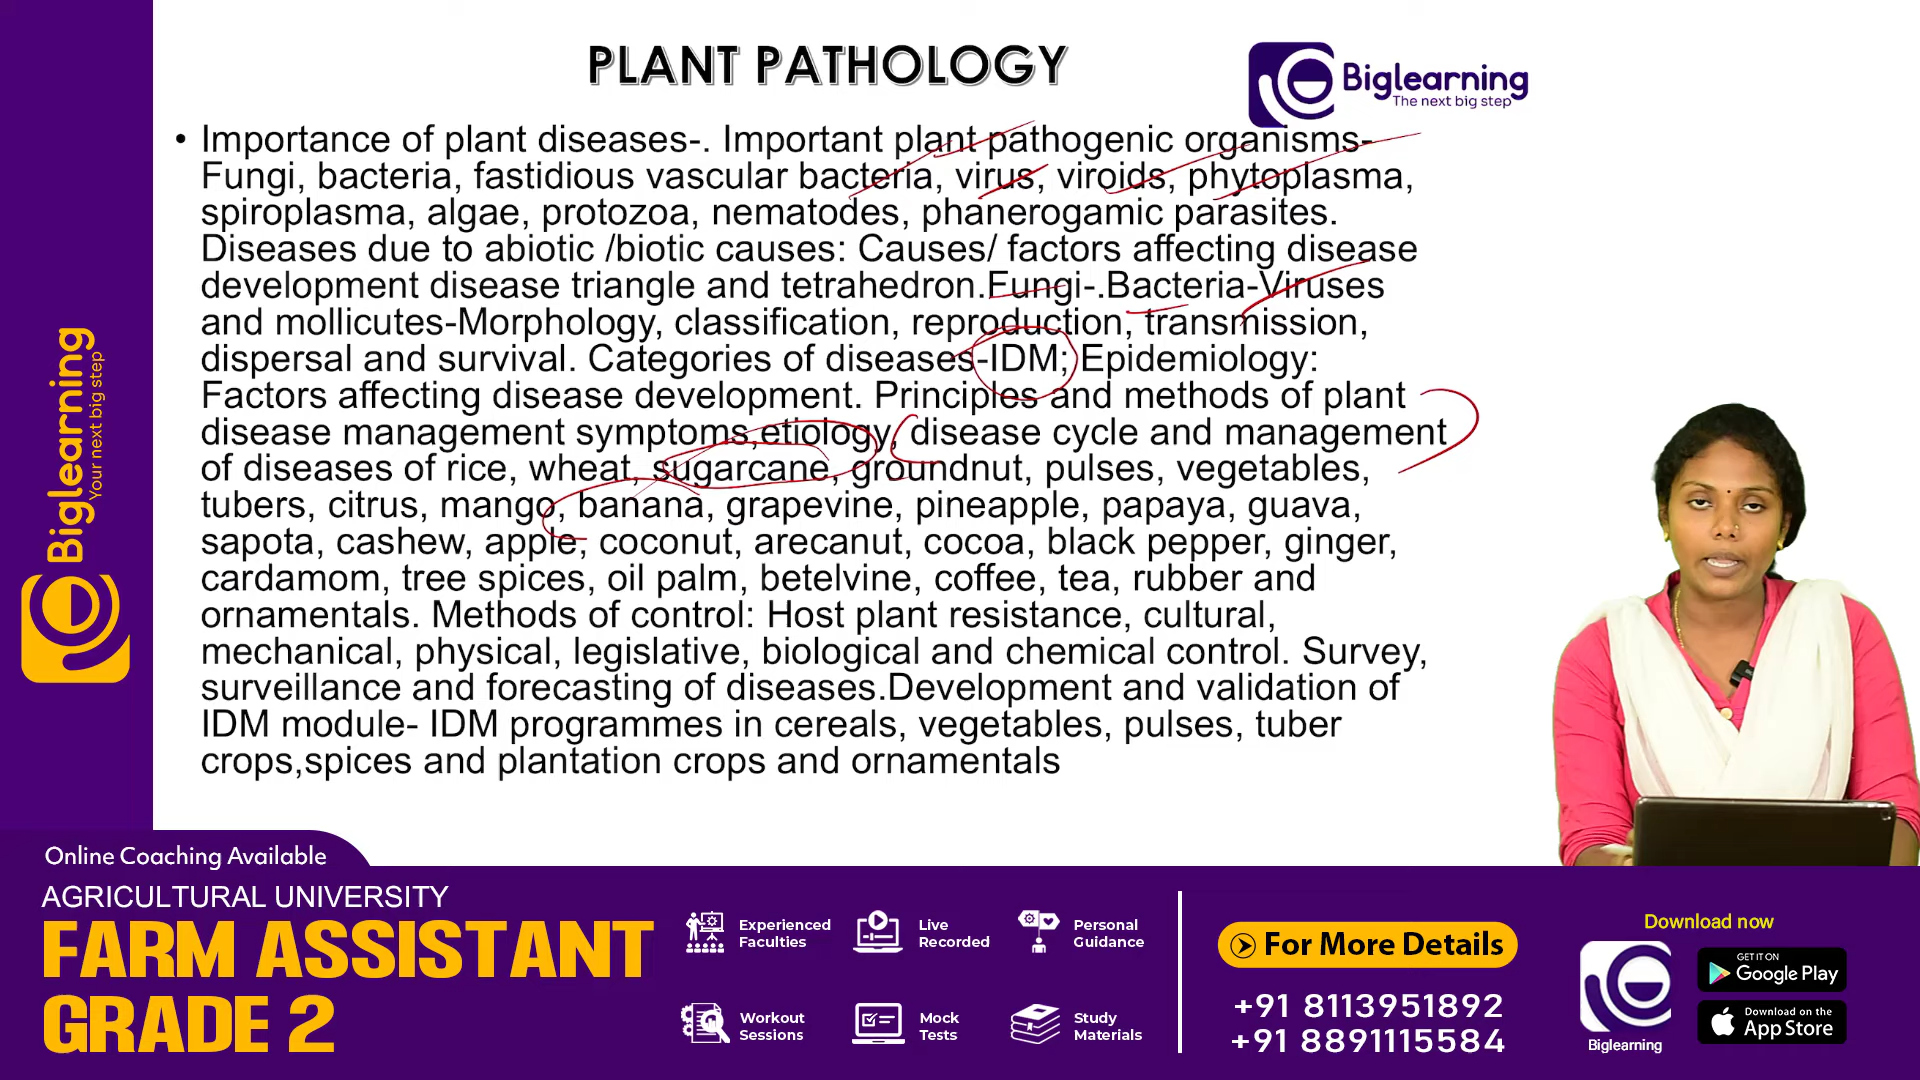 PLANT PATHOLOGY
Biglearning
The next big step
• Importance of plant diseases-. Important plant pathogenic organisms-
Fungi, bacteria, fastidious vascular bacteria, virus, viroids, phytoplasma,
spiroplasma, algae, protozoa, nematodes, phanerogamic parasites.
Diseases due to abiotic /biotic causes: Causes/ factors affecting disease
development disease triangle and tetrahedron.Fungi-.Bacteria-Viruses
and mollicutes-Morphology, classification, reproduction, transmission,
dispersal and survival. Categories of diseases-IDM; Epidemiology:
Factors affecting disease development. Principles and methods of plant
disease management symptoms,etiology, disease cycle and management
of diseases of rice, wheat, sugarcane, groundnut, pulses, vegetables,
tubers, citrus, mango, banana, grapevine, pineapple, papaya, guava,
sapota, cashew, apple, coconut, arecanut, cocoa, black pepper, ginger,
cardamom, tree spices, oil palm, betelvine, coffee, tea, rubber and
ornamentals. Methods of control: Host plant resistance, cultural,
mechanical, physical, legislative, biological and chemical control. Survey,
surveillance and forecasting of diseases.Development and validation of
IDM module- IDM programmes in cereals, vegetables, pulses, tuber
crops,spices and plantation crops and ornamentals
Biglearning
Your next big step
Online Coaching Available
AGRICULTURAL UNIVERSITY
FARM ASSISTANT
GRADE 2
Experienced
Faculties
Live
Recorded
Personal
Guidance
Workout
Sessions
Mock
Tests
Study
Materials
For More Details
+91 8113951892
+91 8891115584
Download now
Biglearning
GET IT ON
Google Play
Download on the
App Store